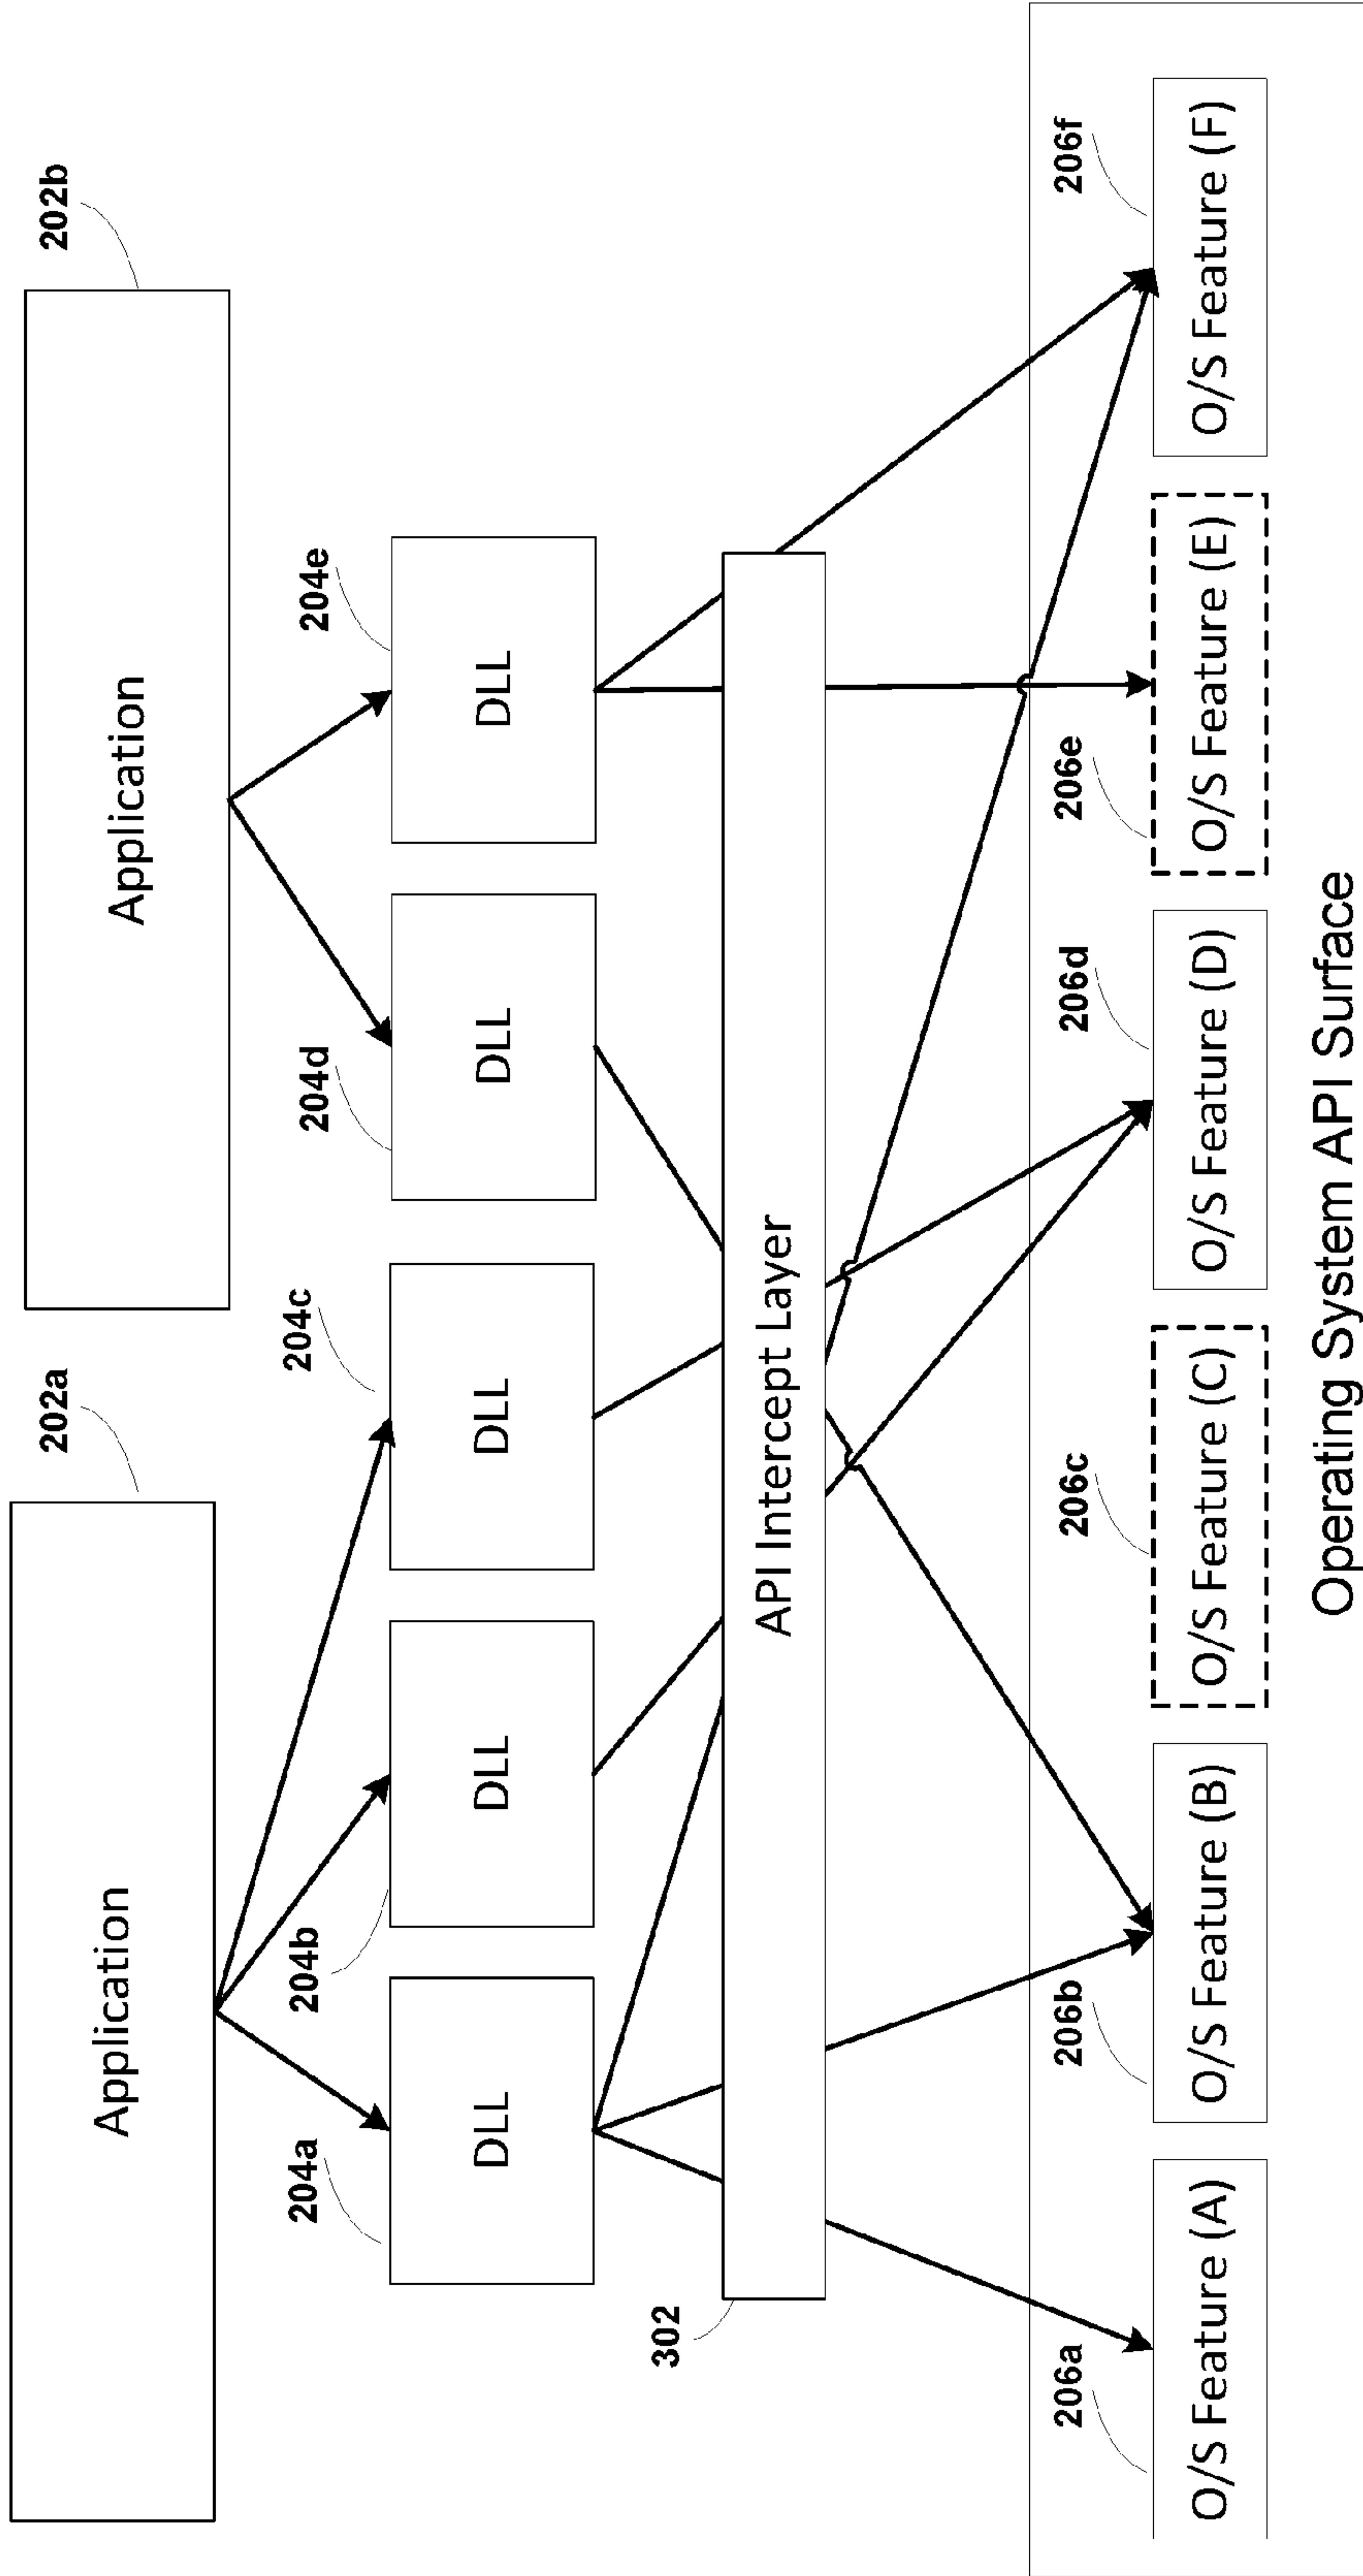 202a
202b
Application
Application
204a
204b
204c
204d
204e
DLL
DLL
DLL
DLL
DLL
302
API Intercept Layer
206a
206b
206c
206d
206e
206f
O/S Feature (A)
O/S Feature (B)
O/S Feature (C)
O/S Feature (D)
O/S Feature (E)
O/S Feature (F)
Operating System API Surface